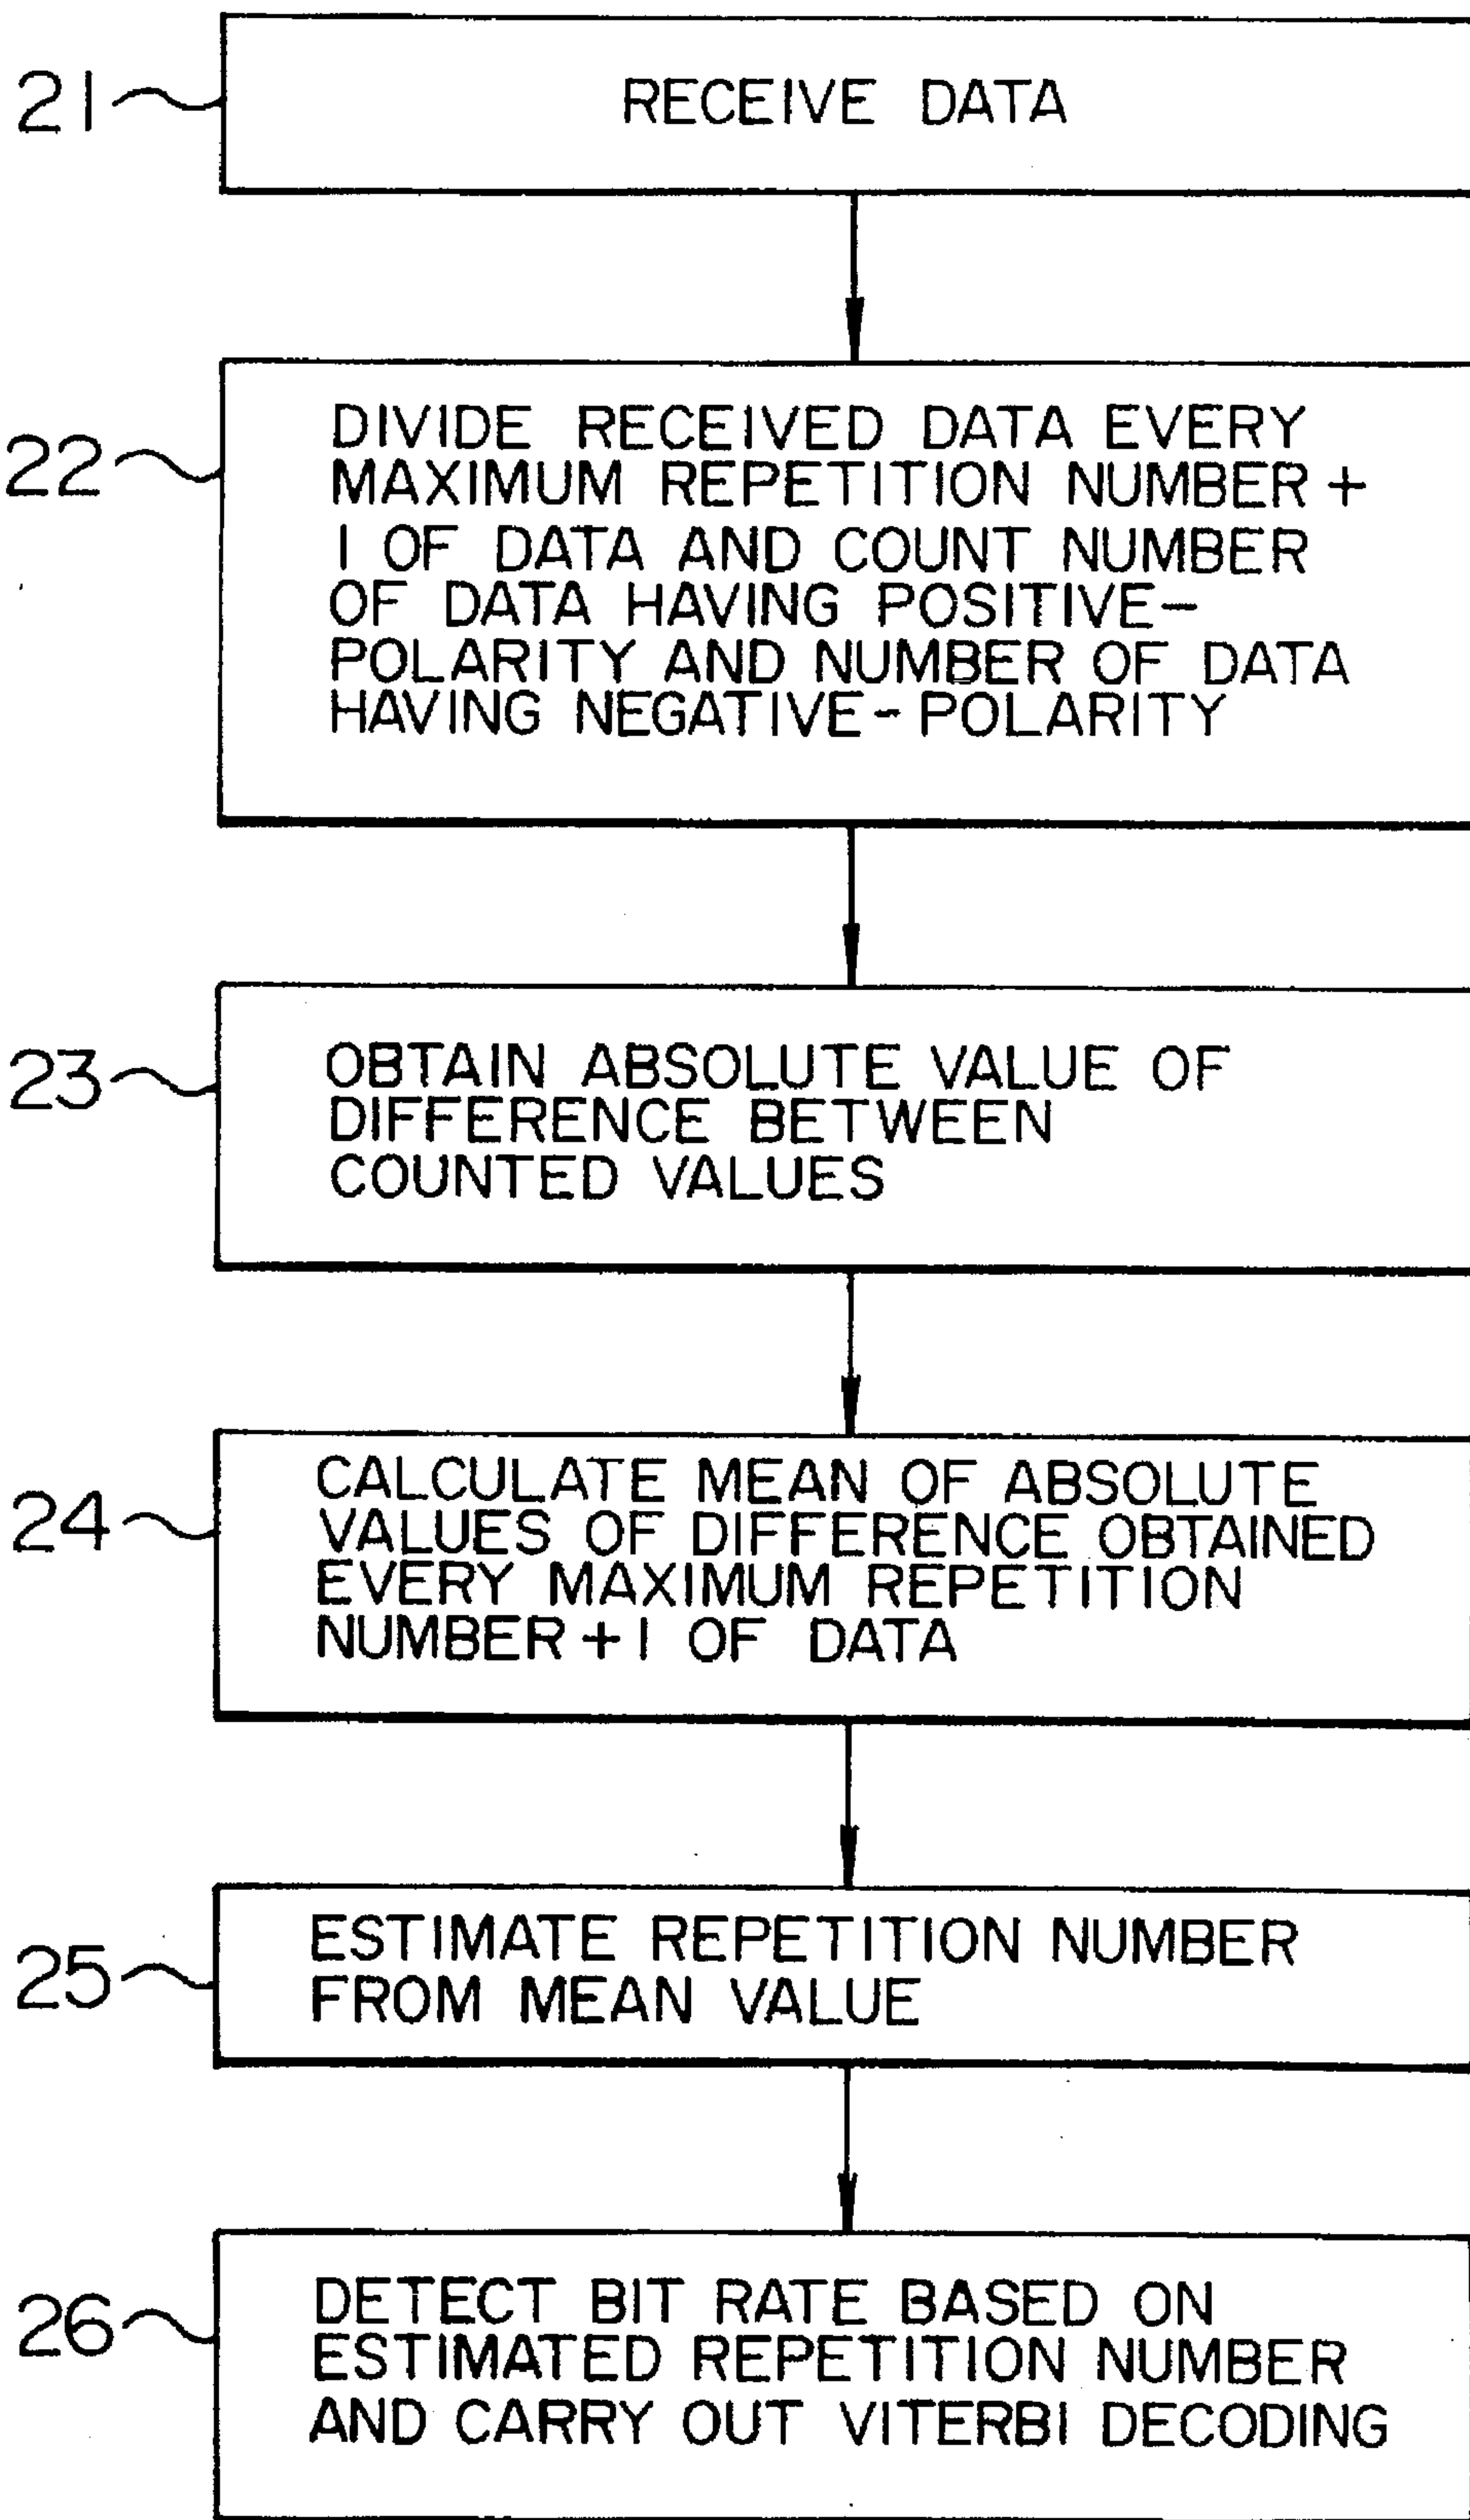 21
RECEIVE DATA
22
DIVIDE RECEIVED DATA EVERY
MAXIMUM REPETITION NUMBER +
1 OF DATA AND COUNT NUMBER
OF DATA HAVING POSITIVE-
POLARITY AND NUMBER OF DATA
HAVING NEGATIVE-POLARITY
23
OBTAIN ABSOLUTE VALUE OF
DIFFERENCE BETWEEN
COUNTED VALUES
24
CALCULATE MEAN OF ABSOLUTE
VALUES OF DIFFERENCE OBTAINED
EVERY MAXIMUM REPETITION
NUMBER +1 OF DATA
25
ESTIMATE REPETITION NUMBER
FROM MEAN VALUE
26
DETECT BIT RATE BASED ON
ESTIMATED REPETITION NUMBER
AND CARRY OUT VITERBI DECODING